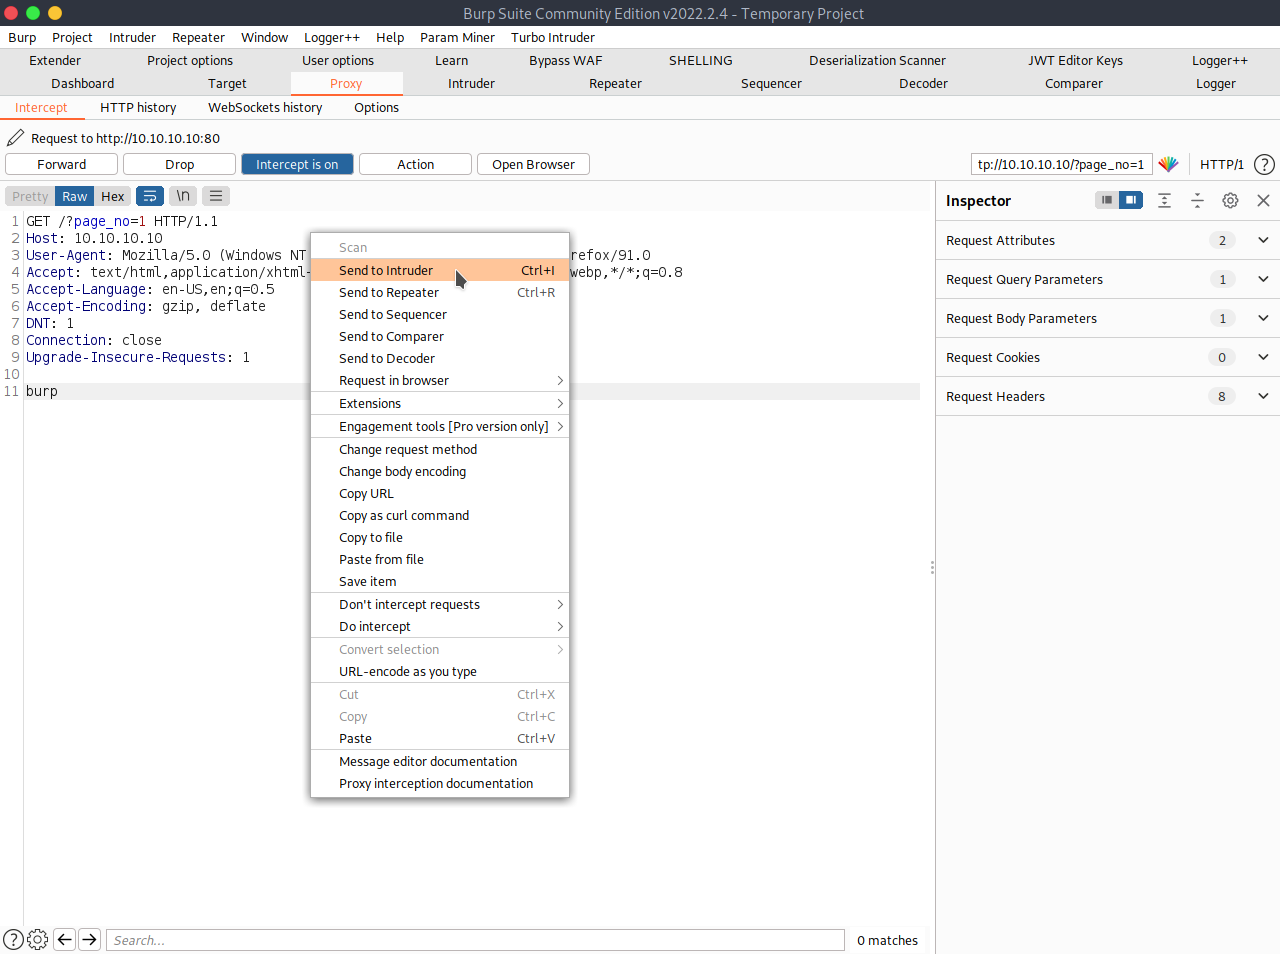 Burp Suite Community Edition v2022.2.4 - Temporary Project
Burp Project Intruder Repeater Window Logger++ Help Param Miner Turbo Intruder
Extender Project options User options Learn Bypass WAF SHELLING Deserialization Scanner JWT Editor Keys Logger++
Dashboard Target Proxy Intruder Repeater Sequencer Decoder Comparer Logger
Intercept HTTP history WebSockets history Options
Request to http://10.10.10.10:80
Forward Drop Intercept is on Action Open Browser tp://10.10.10.10/?page_no=1 HTTP/1 ?
Pretty Raw Hex \n
1 GET /?page_no=1 HTTP/1.1
2 Host: 10.10.10.10
3 User-Agent: Mozilla/5.0 (Windows NT refox/91.0
4 Accept: text/html,application/xhtml- webp,*/*;q=0.8
5 Accept-Language: en-US,en;q=0.5
6 Accept-Encoding: gzip, deflate
7 DNT: 1
8 Connection: close
9 Upgrade-Insecure-Requests: 1
10
11 burp
Scan
Send to Intruder Ctrl+I
Send to Repeater Ctrl+R
Send to Sequencer
Send to Comparer
Send to Decoder
Request in browser
Extensions
Engagement tools [Pro version only]
Change request method
Change body encoding
Copy URL
Copy as curl command
Copy to file
Paste from file
Save item
Don't intercept requests
Do intercept
Convert selection
URL-encode as you type
Cut Ctrl+X
Copy Ctrl+C
Paste Ctrl+V
Message editor documentation
Proxy interception documentation
Inspector
Request Attributes 2
Request Query Parameters 1
Request Body Parameters 1
Request Cookies 0
Request Headers 8
? Search... 0 matches